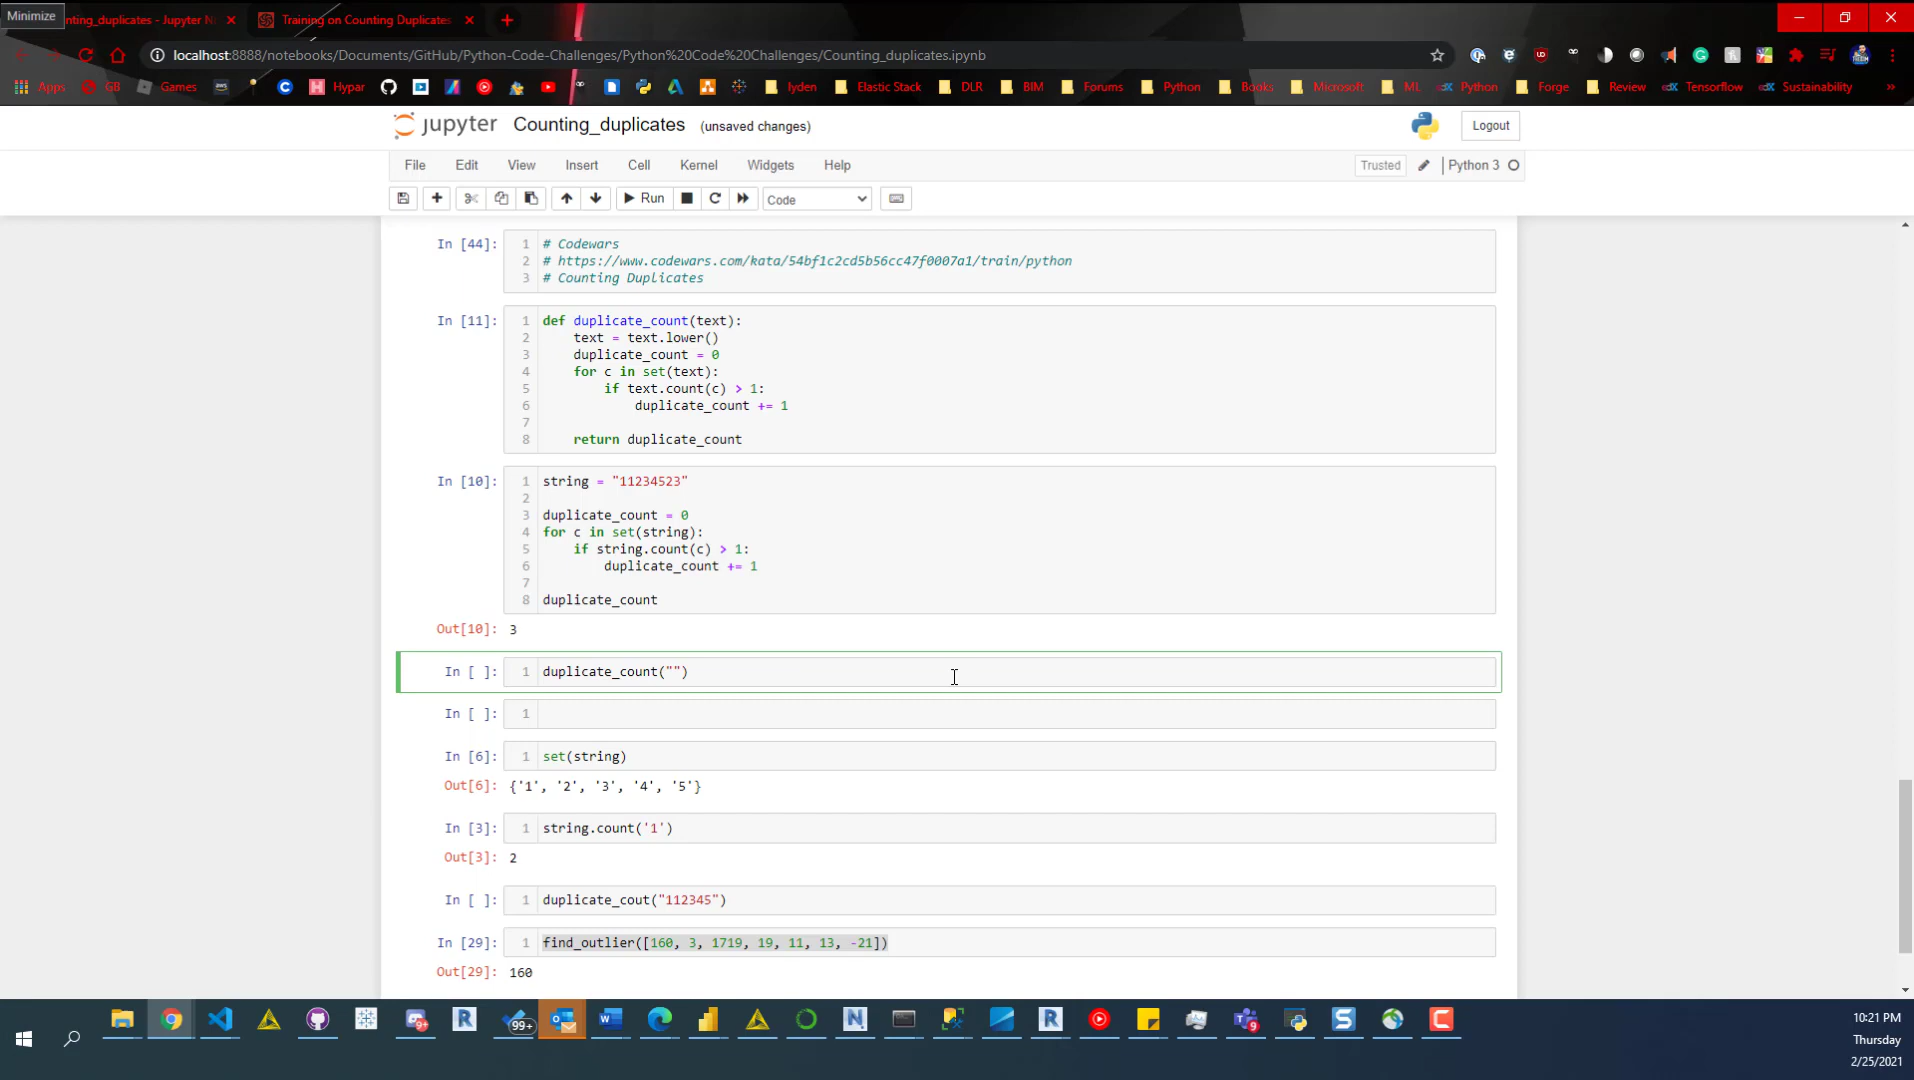 Minimize
nting_duplicates - Jupyter N
Training on Counting Duplicates
localhost:8888/notebooks/Documents/GitHub/Python-Code-Challenges/Python%20Code%20Challenges/Counting_duplicates.ipynb
Apps GB Games Hypar lyden Elastic Stack DLR BIM Forums Python Books Microsoft ML Python Forge Review Tensorflow Sustainability »
jupyter Counting_duplicates (unsaved changes) Logout
File Edit View Insert Cell Kernel Widgets Help Trusted Python 3
Run Code
In [44]: 1 # Codewars
2 # https://www.codewars.com/kata/54bf1c2cd5b56cc47f0007a1/train/python
3 # Counting Duplicates
In [11]: 1 def duplicate_count(text):
2 text = text.lower()
3 duplicate_count = 0
4 for c in set(text):
5 if text.count(c) > 1:
6 duplicate_count += 1
7
8 return duplicate_count
In [10]: 1 string = "11234523"
2
3 duplicate_count = 0
4 for c in set(string):
5 if string.count(c) > 1:
6 duplicate_count += 1
7
8 duplicate_count
Out[10]: 3
In [ ]: 1 duplicate_count("")
In [ ]: 1
In [6]: 1 set(string)
Out[6]: {'1', '2', '3', '4', '5'}
In [3]: 1 string.count('1')
Out[3]: 2
In [ ]: 1 duplicate_cout("112345")
In [29]: 1 find_outlier([160, 3, 1719, 19, 11, 13, -21])
Out[29]: 160
99+
10:21 PM
Thursday
2/25/2021